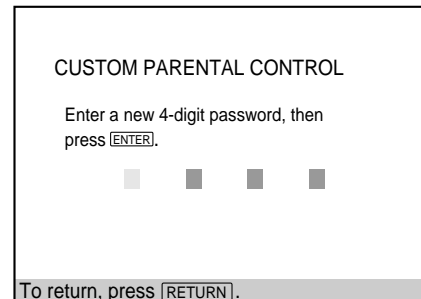 CUSTOM PARENTAL CONTROL
Enter a new 4-digit password, then
press ENTER.
To return, press RETURN.